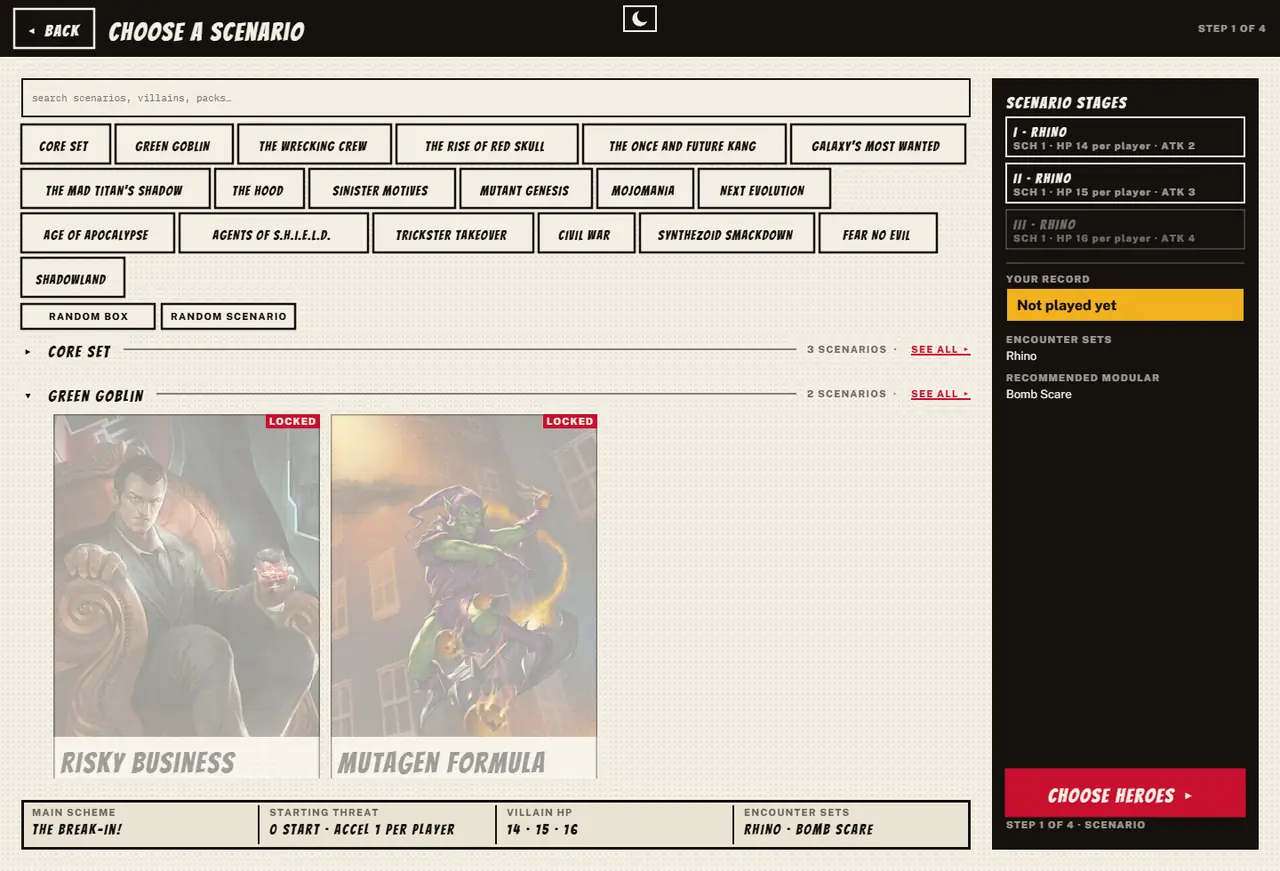 ◂ BACK
CHOOSE A SCENARIO
STEP 1 OF 4
search scenarios, villains, packs…
CORE SET
GREEN GOBLIN
THE WRECKING CREW
THE RISE OF RED SKULL
THE ONCE AND FUTURE KANG
GALAXY'S MOST WANTED
THE MAD TITAN'S SHADOW
THE HOOD
SINISTER MOTIVES
MUTANT GENESIS
MOJOMANIA
NEXT EVOLUTION
AGE OF APOCALYPSE
AGENTS OF S.H.I.E.L.D.
TRICKSTER TAKEOVER
CIVIL WAR
SYNTHEZOID SMACKDOWN
FEAR NO EVIL
SHADOWLAND
RANDOM BOX
RANDOM SCENARIO
▸ CORE SET
3 SCENARIOS ·
SEE ALL ▸
▾ GREEN GOBLIN
2 SCENARIOS ·
SEE ALL ▸
LOCKED
RISKY BUSINESS
LOCKED
MUTAGEN FORMULA
MAIN SCHEME
THE BREAK-IN!
STARTING THREAT
0 START · ACCEL 1 PER PLAYER
VILLAIN HP
14 · 15 · 16
ENCOUNTER SETS
RHINO · BOMB SCARE
SCENARIO STAGES
I - RHINO
SCH 1 · HP 14 per player · ATK 2
II - RHINO
SCH 1 · HP 15 per player · ATK 3
III - RHINO
SCH 1 · HP 16 per player · ATK 4
YOUR RECORD
Not played yet
ENCOUNTER SETS
Rhino
RECOMMENDED MODULAR
Bomb Scare
CHOOSE HEROES ▸
STEP 1 OF 4 · SCENARIO